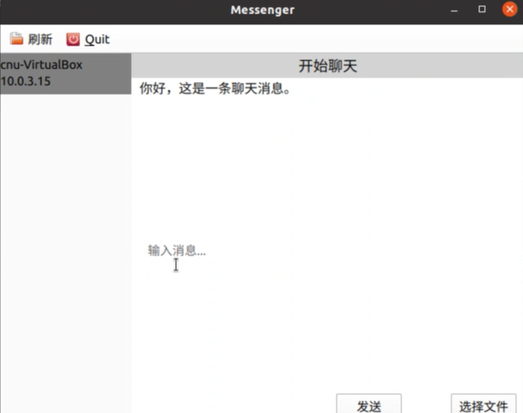 Messenger
刷新 Quit
cnu-VirtualBox
10.0.3.15
开始聊天
你好，这是一条聊天消息。
输入消息...
发送 选择文件